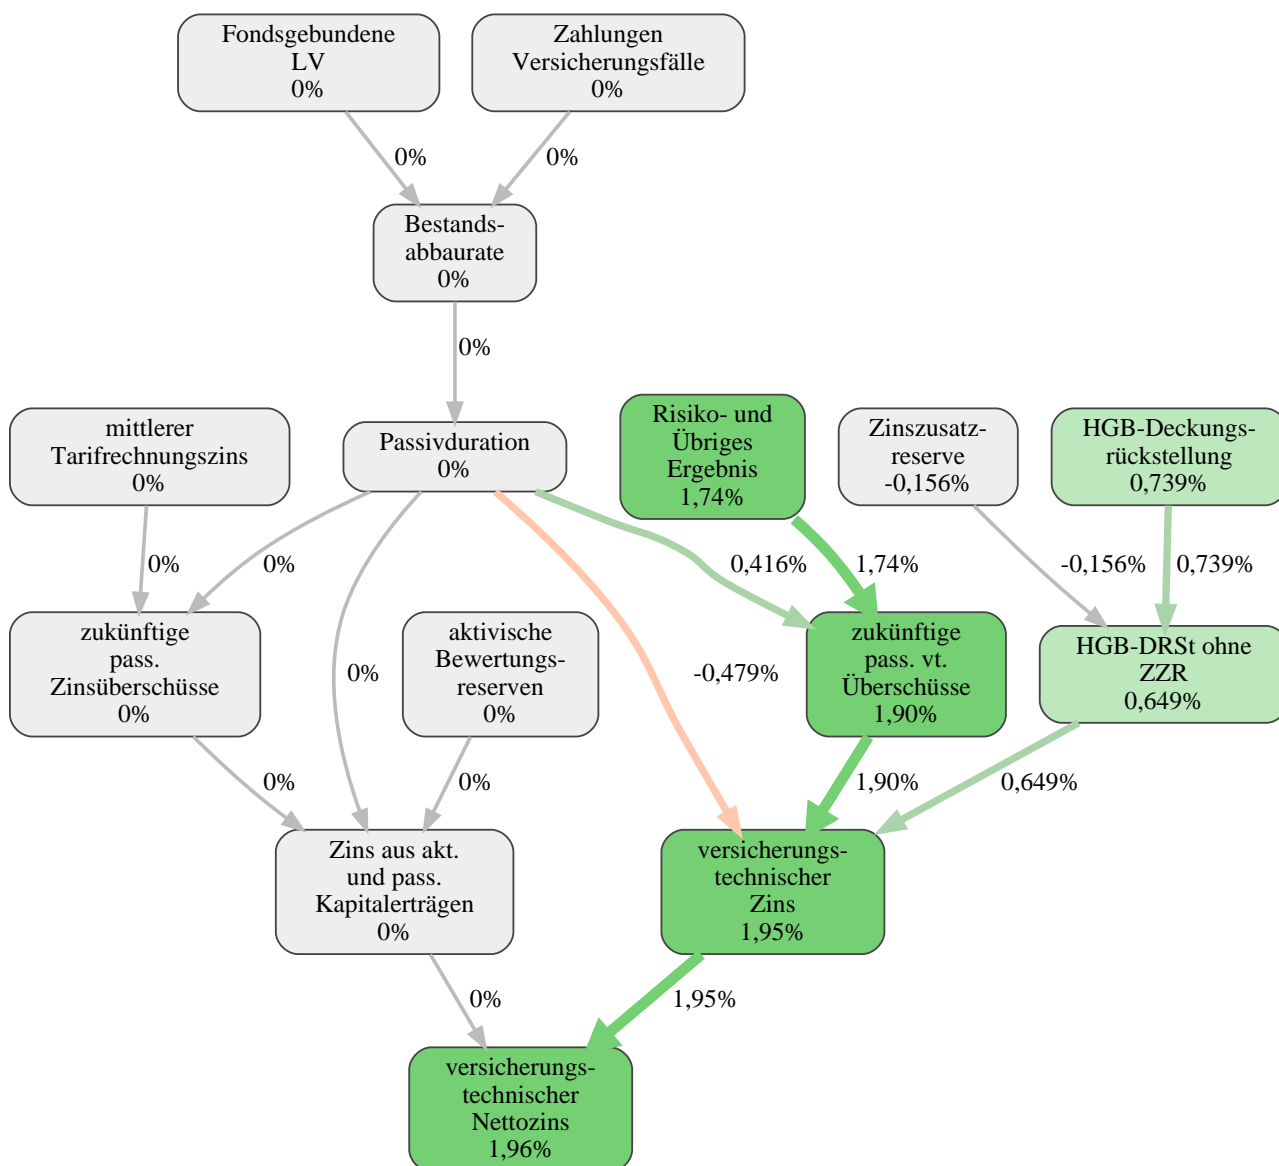 Fondsgebundene
LV
0%
Zahlungen
Versicherungsfälle
0%
0%
0%
Bestands-
abbaurate
0%
0%
mittlerer
Tarifrechnungszins
0%
Passivduration
0%
Risiko- und
Übriges
Ergebnis
1,74%
Zinszusatz-
reserve
-0,156%
HGB-Deckungs-
rückstellung
0,739%
0%
0%
0,416%
1,74%
-0,156%
0,739%
zukünftige
pass.
Zinsüberschüsse
0%
0%
aktivische
Bewertungs-
reserven
0%
-0,479%
zukünftige
pass. vt.
Überschüsse
1,90%
HGB-DRSt ohne
ZZR
0,649%
0%
0%
1,90%
0,649%
Zins aus akt.
und pass.
Kapitalerträgen
0%
versicherungs-
technischer
Zins
1,95%
0%
1,95%
versicherungs-
technischer
Nettozins
1,96%